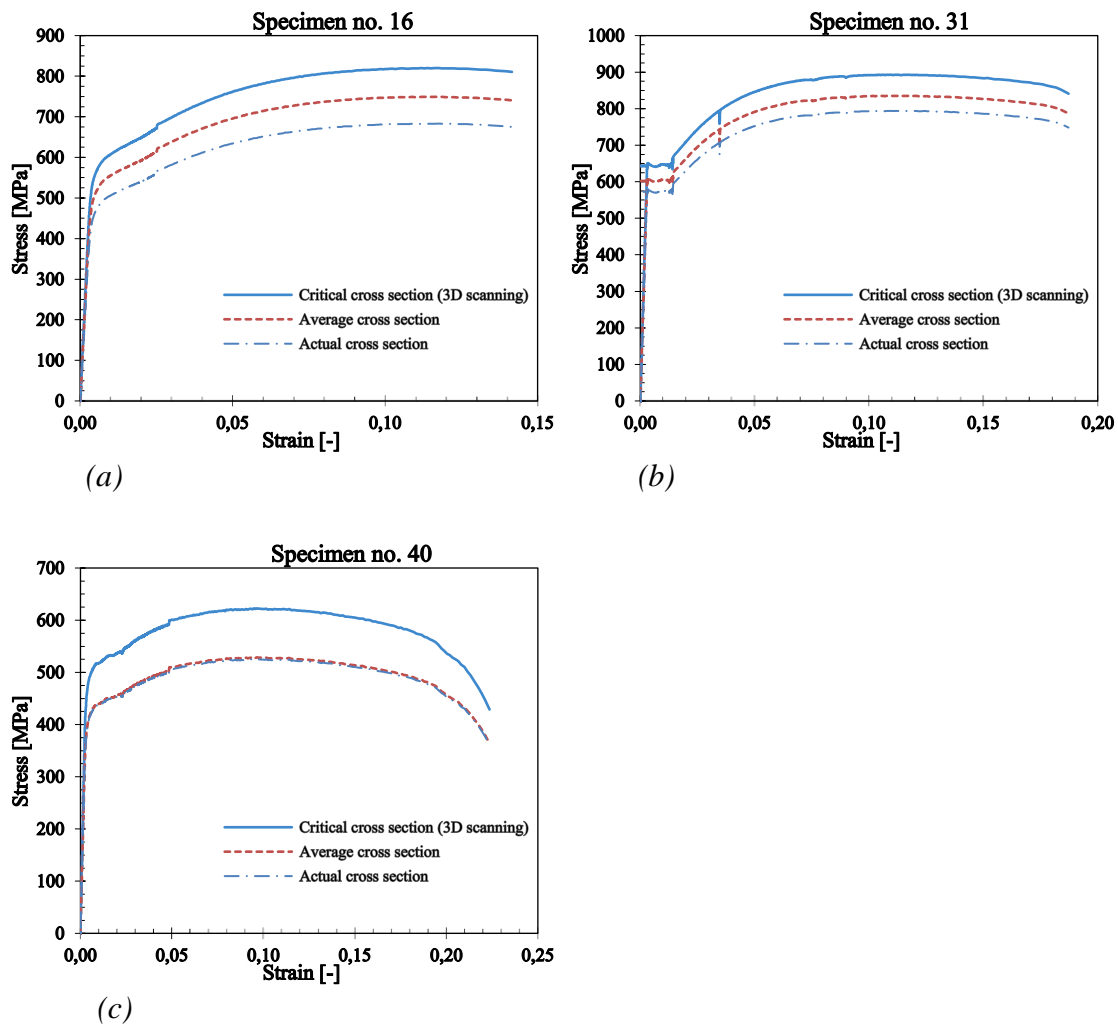 Specimen no. 16
900
800
700
600
500
400
300
200
100
0
Stress [MPa]
Critical cross section (3D scanning)
Average cross section
Actual cross section
0,00 0,05 0,10 0,15
Strain [-]
(a)
Specimen no. 31
1000
900
800
700
600
500
400
300
200
100
0
Stress [MPa]
Critical cross section (3D scanning)
Average cross section
Actual cross section
0,00 0,05 0,10 0,15 0,20
Strain [-]
(b)
Specimen no. 40
700
600
500
400
300
200
100
0
Stress [MPa]
Critical cross section (3D scanning)
Average cross section
Actual cross section
0,00 0,05 0,10 0,15 0,20 0,25
Strain [-]
(c)